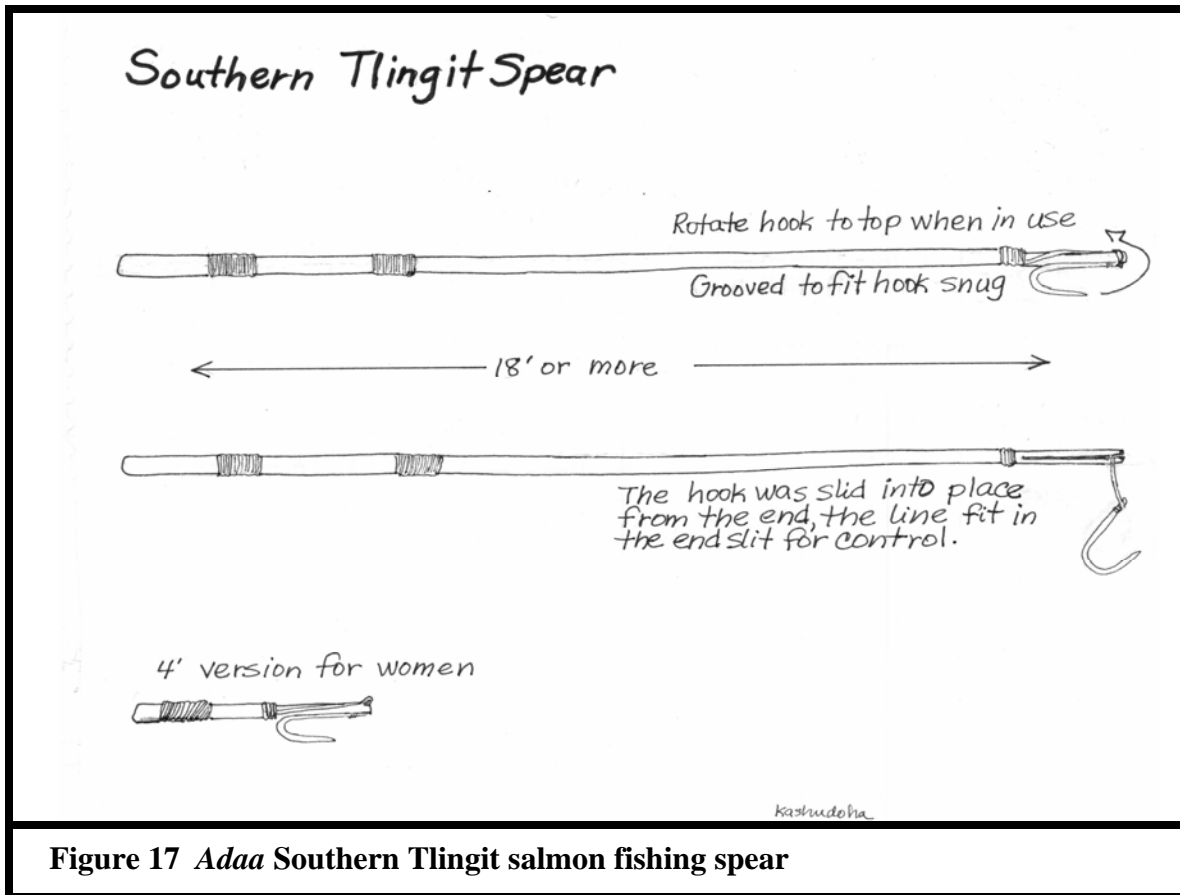 Southern Tlingit Spear
Rotate hook to top when in use
Grooved to fit hook snug
18' or more
The hook was slid into place
from the end, the line fit in
the end slit for control.
4' version for women
Kashudoha
Figure 17 Adaa Southern Tlingit salmon fishing spear